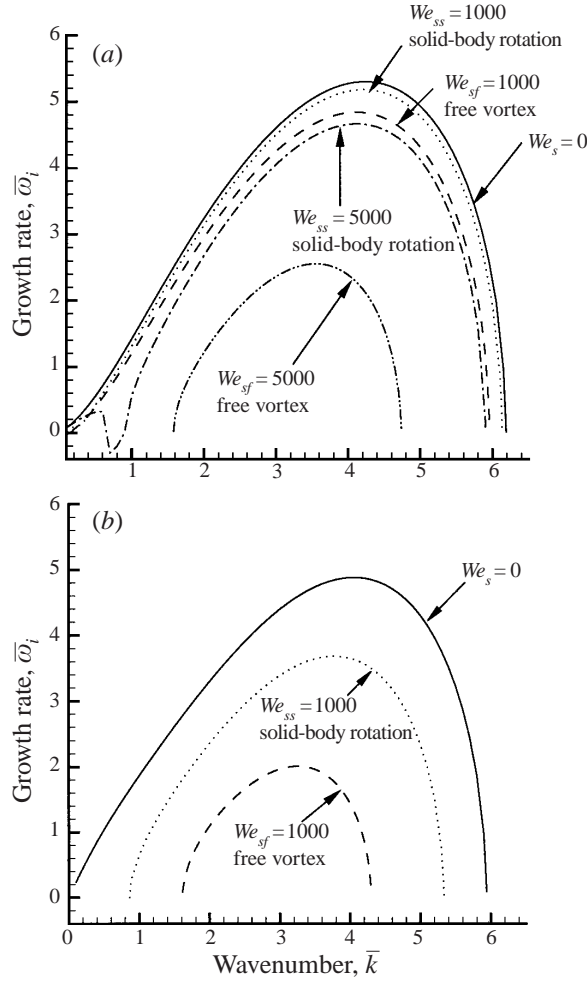 (a)
We_ss = 1000
solid-body rotation
We_sf = 1000
free vortex
We_s = 0
We_ss = 5000
solid-body rotation
We_sf = 5000
free vortex
Growth rate, ω̅_i
6
5
4
3
2
1
0
1 2 3 4 5 6
(b)
We_s = 0
We_ss = 1000
solid-body rotation
We_sf = 1000
free vortex
Growth rate, ω̅_i
6
5
4
3
2
1
0
0 1 2 3 4 5 6
Wavenumber, k̅